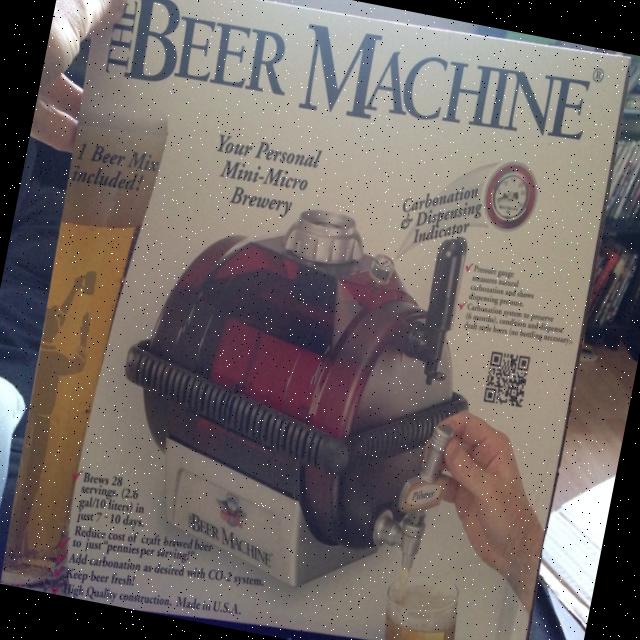 THE BEER MACHINE®
1 Beer Mix
included!
Your Personal
Mini-Micro
Brewery
Carbonation
& Dispensing
Indicator
Brews 28
servings, (2.6
gal/10 liters) in
just 7 - 10 days.
Reduce cost of craft brewed beer
to just pennies per serving!
Add carbonation as desired with CO-2 system.
Keep beer fresh!
High Quality construction. Made in U.S.A.
BEER MACHINE
Pilsner